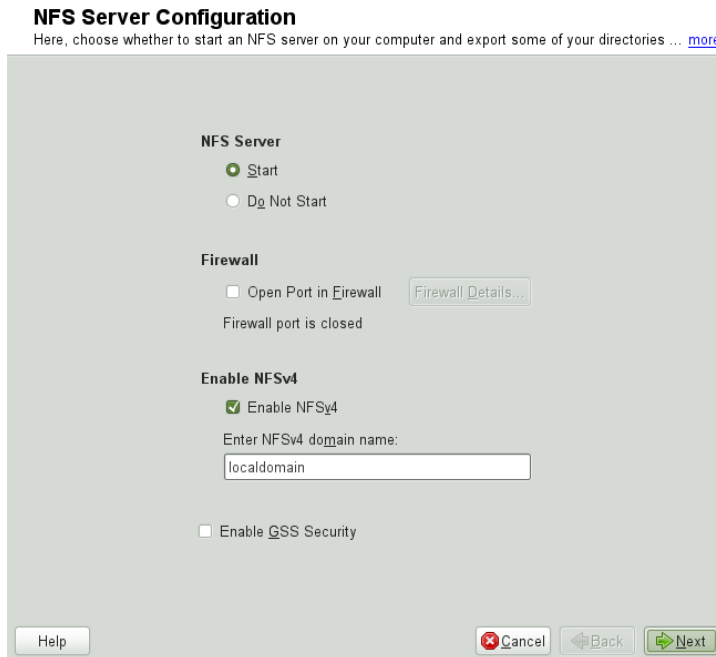 NFS Server Configuration
Here, choose whether to start an NFS server on your computer and export some of your directories ... more
NFS Server
Start
Do Not Start
Firewall
Open Port in Firewall
Firewall Details...
Firewall port is closed
Enable NFSv4
Enable NFSv4
Enter NFSv4 domain name:
localdomain
Enable GSS Security
Help
Cancel
Back
Next